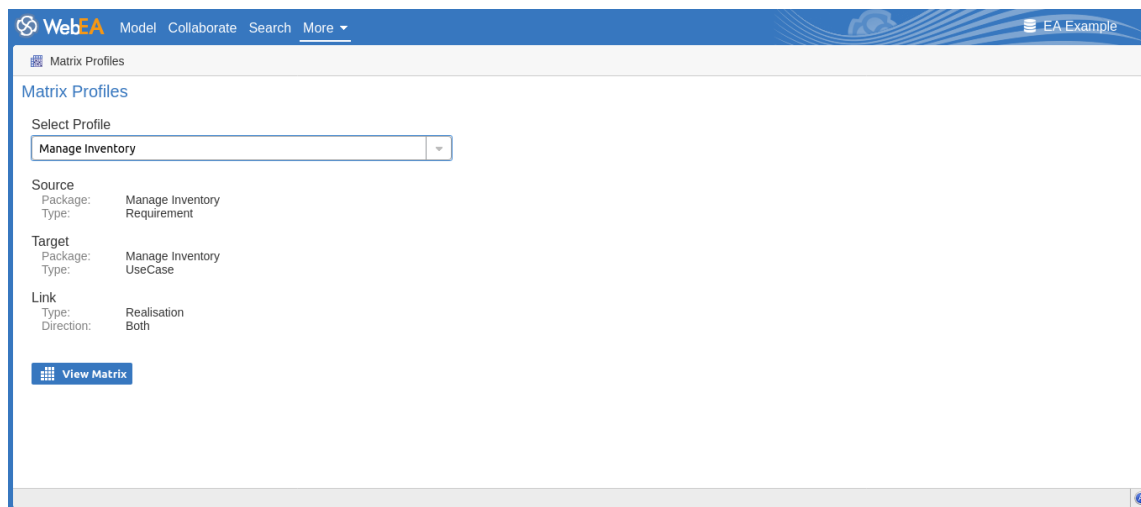 WebEA Model Collaborate Search More EA Example
Matrix Profiles
Matrix Profiles
Select Profile
Manage Inventory
Source
Package: Manage Inventory
Type: Requirement
Target
Package: Manage Inventory
Type: UseCase
Link
Type: Realisation
Direction: Both
View Matrix